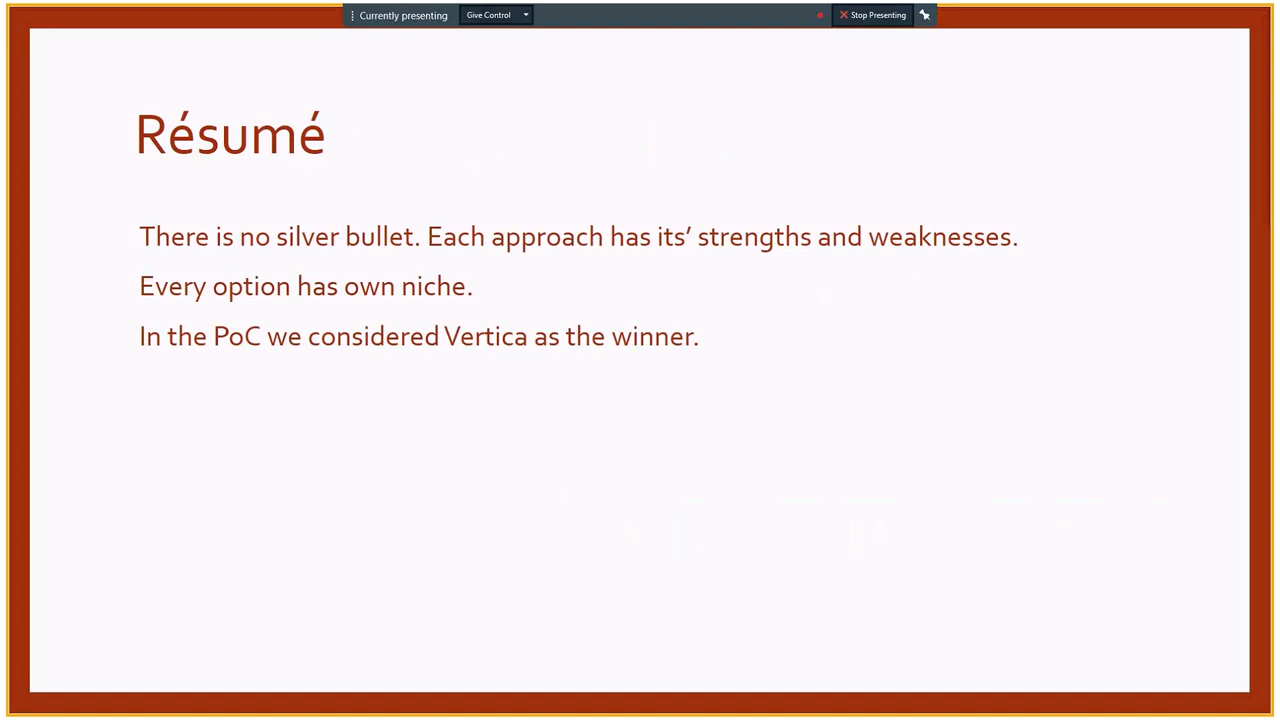 Currently presenting Give Control Stop Presenting
Résumé
There is no silver bullet. Each approach has its’ strengths and weaknesses.
Every option has own niche.
In the PoC we considered Vertica as the winner.